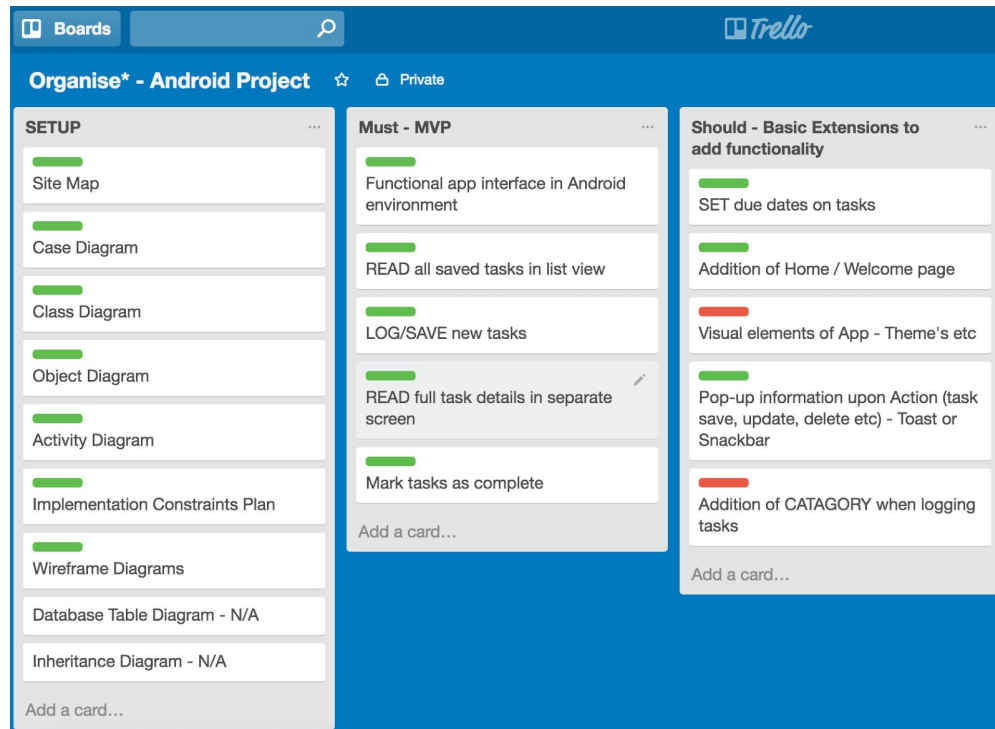 Boards
Trello
Organise* - Android Project
Private
SETUP
Site Map
Case Diagram
Class Diagram
Object Diagram
Activity Diagram
Implementation Constraints Plan
Wireframe Diagrams
Database Table Diagram - N/A
Inheritance Diagram - N/A
Add a card...
Must - MVP
Functional app interface in Android
environment
READ all saved tasks in list view
LOG/SAVE new tasks
READ full task details in separate
screen
Mark tasks as complete
Add a card...
Should - Basic Extensions to
add functionality
SET due dates on tasks
Addition of Home / Welcome page
Visual elements of App - Theme's etc
Pop-up information upon Action (task
save, update, delete etc) - Toast or
Snackbar
Addition of CATAGORY when logging
tasks
Add a card...